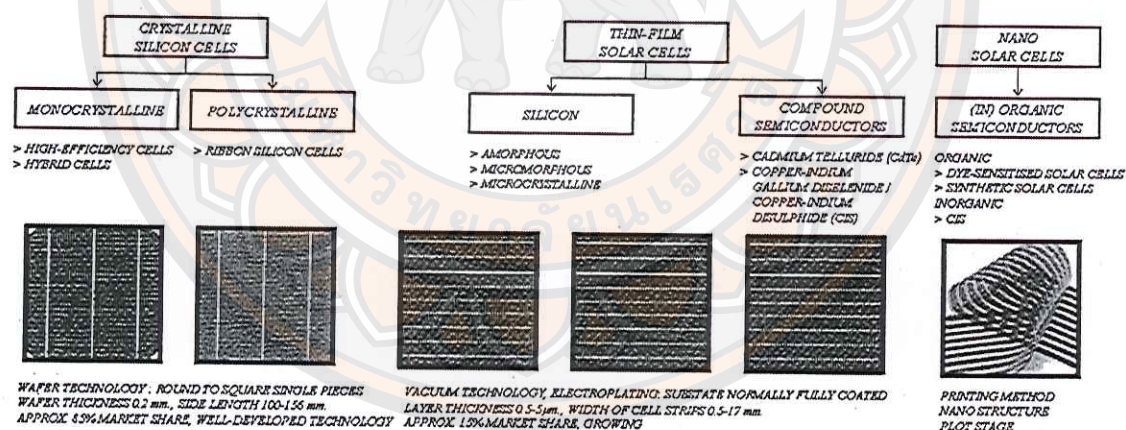 CRYSTALLINE
SILICON CELLS
MONOCRYSTALLINE
> HIGH-EFFICIENCY CELLS
> HYBRID CELLS
POLYCRYSTALLINE
> RIBBON SILICON CELLS
WAFER TECHNOLOGY : ROUND TO SQUARE SINGLE PIECES
WAFER THICKNESS 0.2 mm., SIDE LENGTH 100-156 mm.
APPROX. 85% MARKET SHARE, WELL-DEVELOPED TECHNOLOGY
THIN-FILM
SOLAR CELLS
SILICON
> AMORPHOUS
> MICROMORPHOUS
> MICROCRISTALLINE
COMPOUND
SEMICONDUCTORS
> CADMIUM TELLURIDE (CdTe)
> COPPER-INDIUM
GALLIUM DISELENIDE /
COPPER-INDIUM
DISULPHIDE (CIS)
VACUUM TECHNOLOGY, ELECTROPLATING: SUBSTATE NORMALLY FULLY COATED
LAYER THICKNESS 0.5-5µm., WIDTH OF CELL STRIPS 0.5-17 mm.
APPROX. 15% MARKET SHARE, GROWING
NANO
SOLAR CELLS
(IN) ORGANIC
SEMICONDUCTORS
ORGANIC
> DYE-SENSITISED SOLAR CELLS
> SYNTHETIC SOLAR CELLS
INORGANIC
> CIS
PRINTING METHOD
NANO STRUCTURE
PLOT STAGE